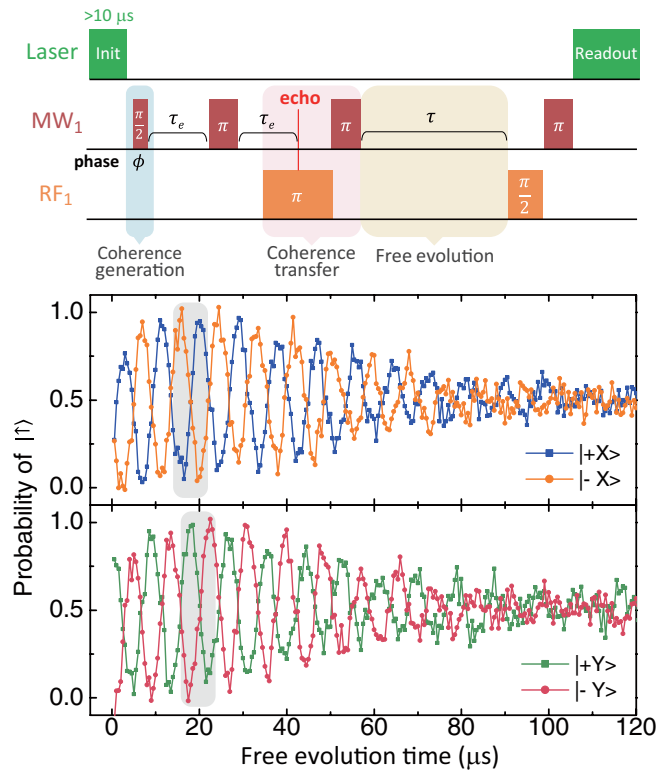 >10 μs
Laser
Init
Readout
echo
MW₁
π/2
τₑ
π
τₑ
π
τ
π
phase
ϕ
RF₁
π
π/2
Coherence
generation
Coherence
transfer
Free evolution
1.0
0.5
0.0
|+X>
|- X>
Probability of |↑⟩
1.0
0.5
0.0
|+Y>
|- Y>
0 20 40 60 80 100 120
Free evolution time (μs)